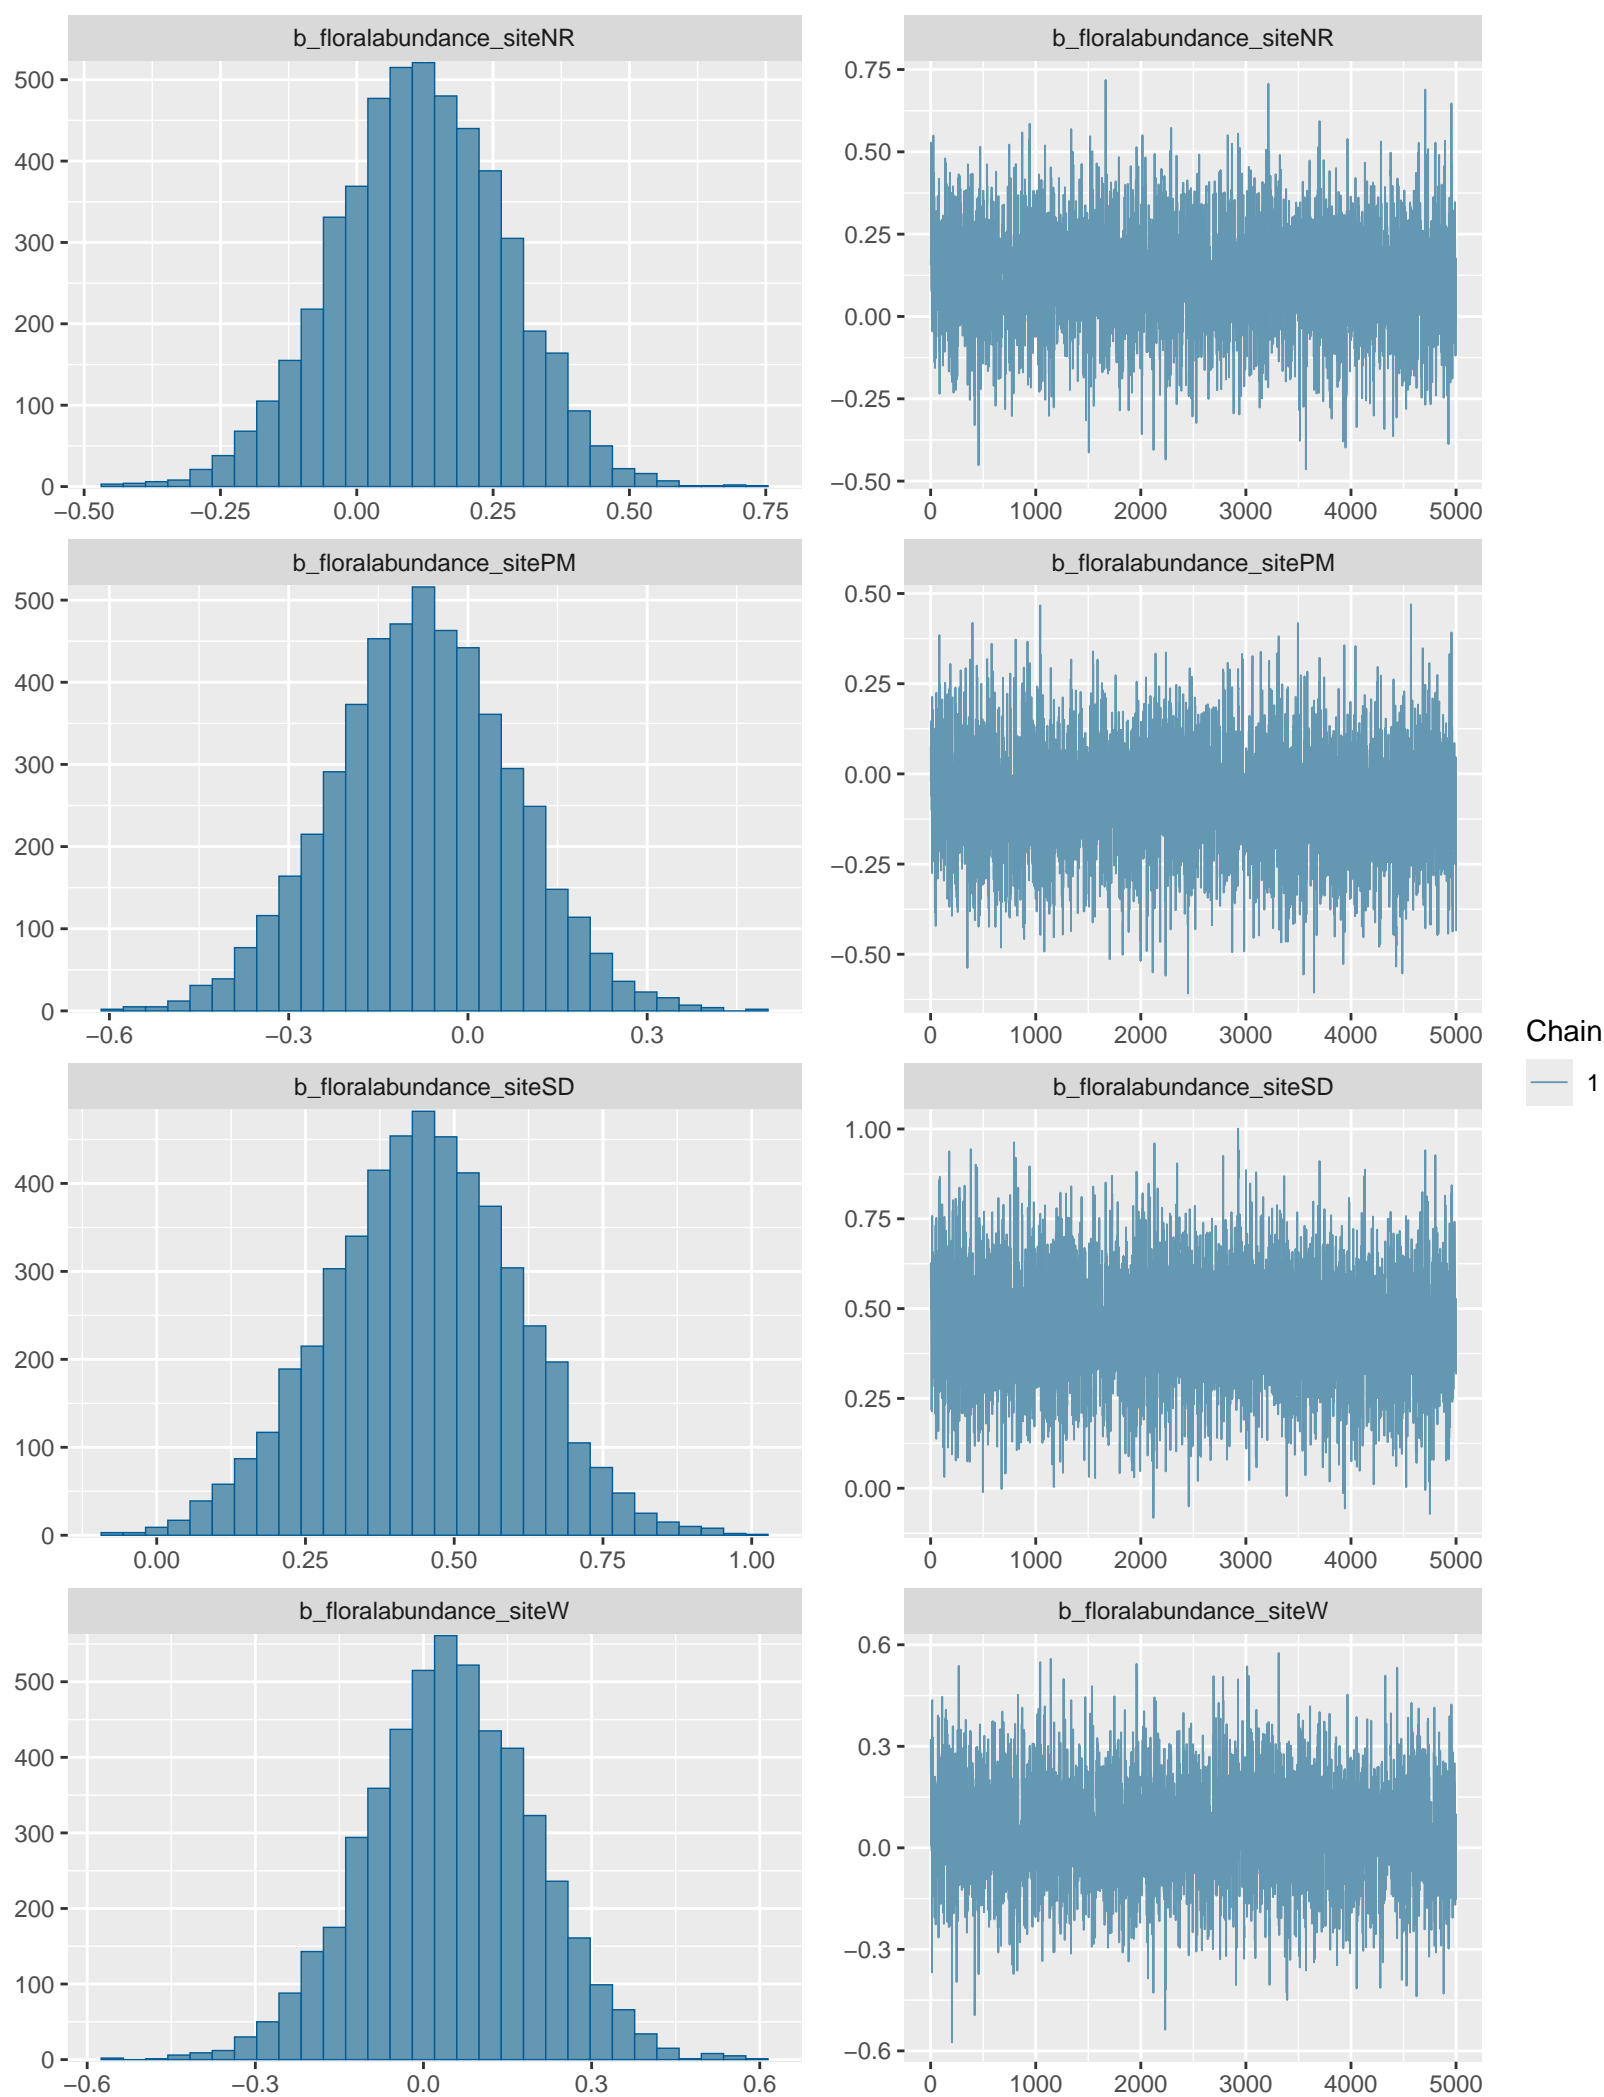 b_floralabundance_siteNR
500
400
300
200
100
0
−0.50 −0.25 0.00 0.25 0.50 0.75
b_floralabundance_siteNR
0.75
0.50
0.25
0.00
−0.25
−0.50
0 1000 2000 3000 4000 5000
b_floralabundance_sitePM
500
400
300
200
100
0
−0.6 −0.3 0.0 0.3
b_floralabundance_sitePM
0.50
0.25
0.00
−0.25
−0.50
0 1000 2000 3000 4000 5000
b_floralabundance_siteSD
400
300
200
100
0
0.00 0.25 0.50 0.75 1.00
b_floralabundance_siteSD
1.00
0.75
0.50
0.25
0.00
0 1000 2000 3000 4000 5000
b_floralabundance_siteW
500
400
300
200
100
0
−0.6 −0.3 0.0 0.3 0.6
b_floralabundance_siteW
0.6
0.3
0.0
−0.3
−0.6
0 1000 2000 3000 4000 5000
Chain
1